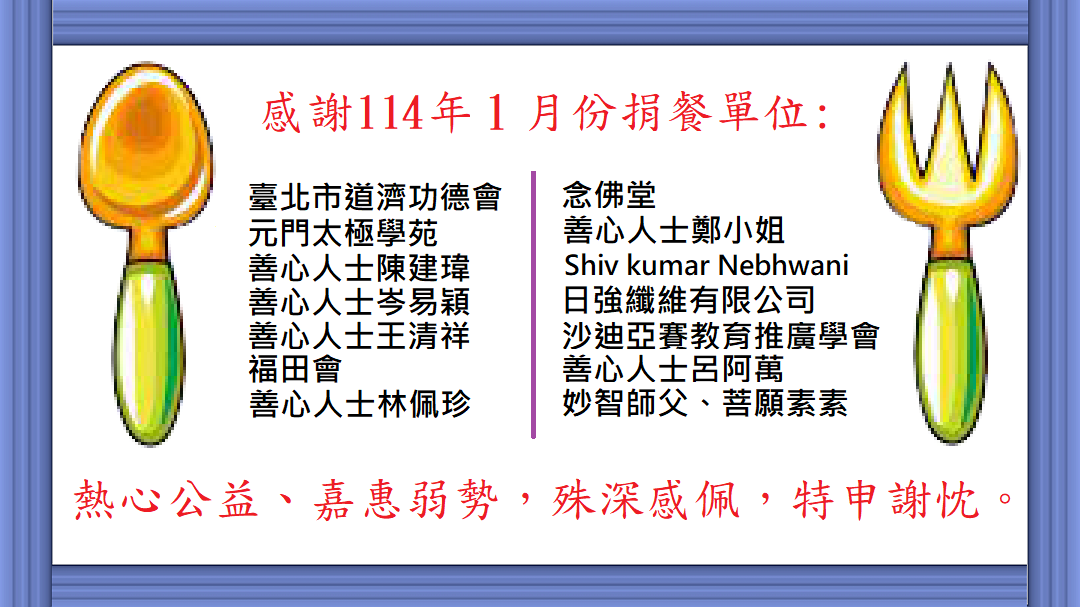 感謝114年１月份捐餐單位:
臺北市道濟功德會
元門太極學苑
善心人士陳建瑋
善心人士岑易穎
善心人士王清祥
福田會
善心人士林佩珍
念佛堂
善心人士鄭小姐
Shiv kumar Nebhwani
日強纖維有限公司
沙迪亞賽教育推廣學會
善心人士呂阿萬
妙智師父、菩願素素
熱心公益、嘉惠弱勢，殊深感佩，特申謝忱。